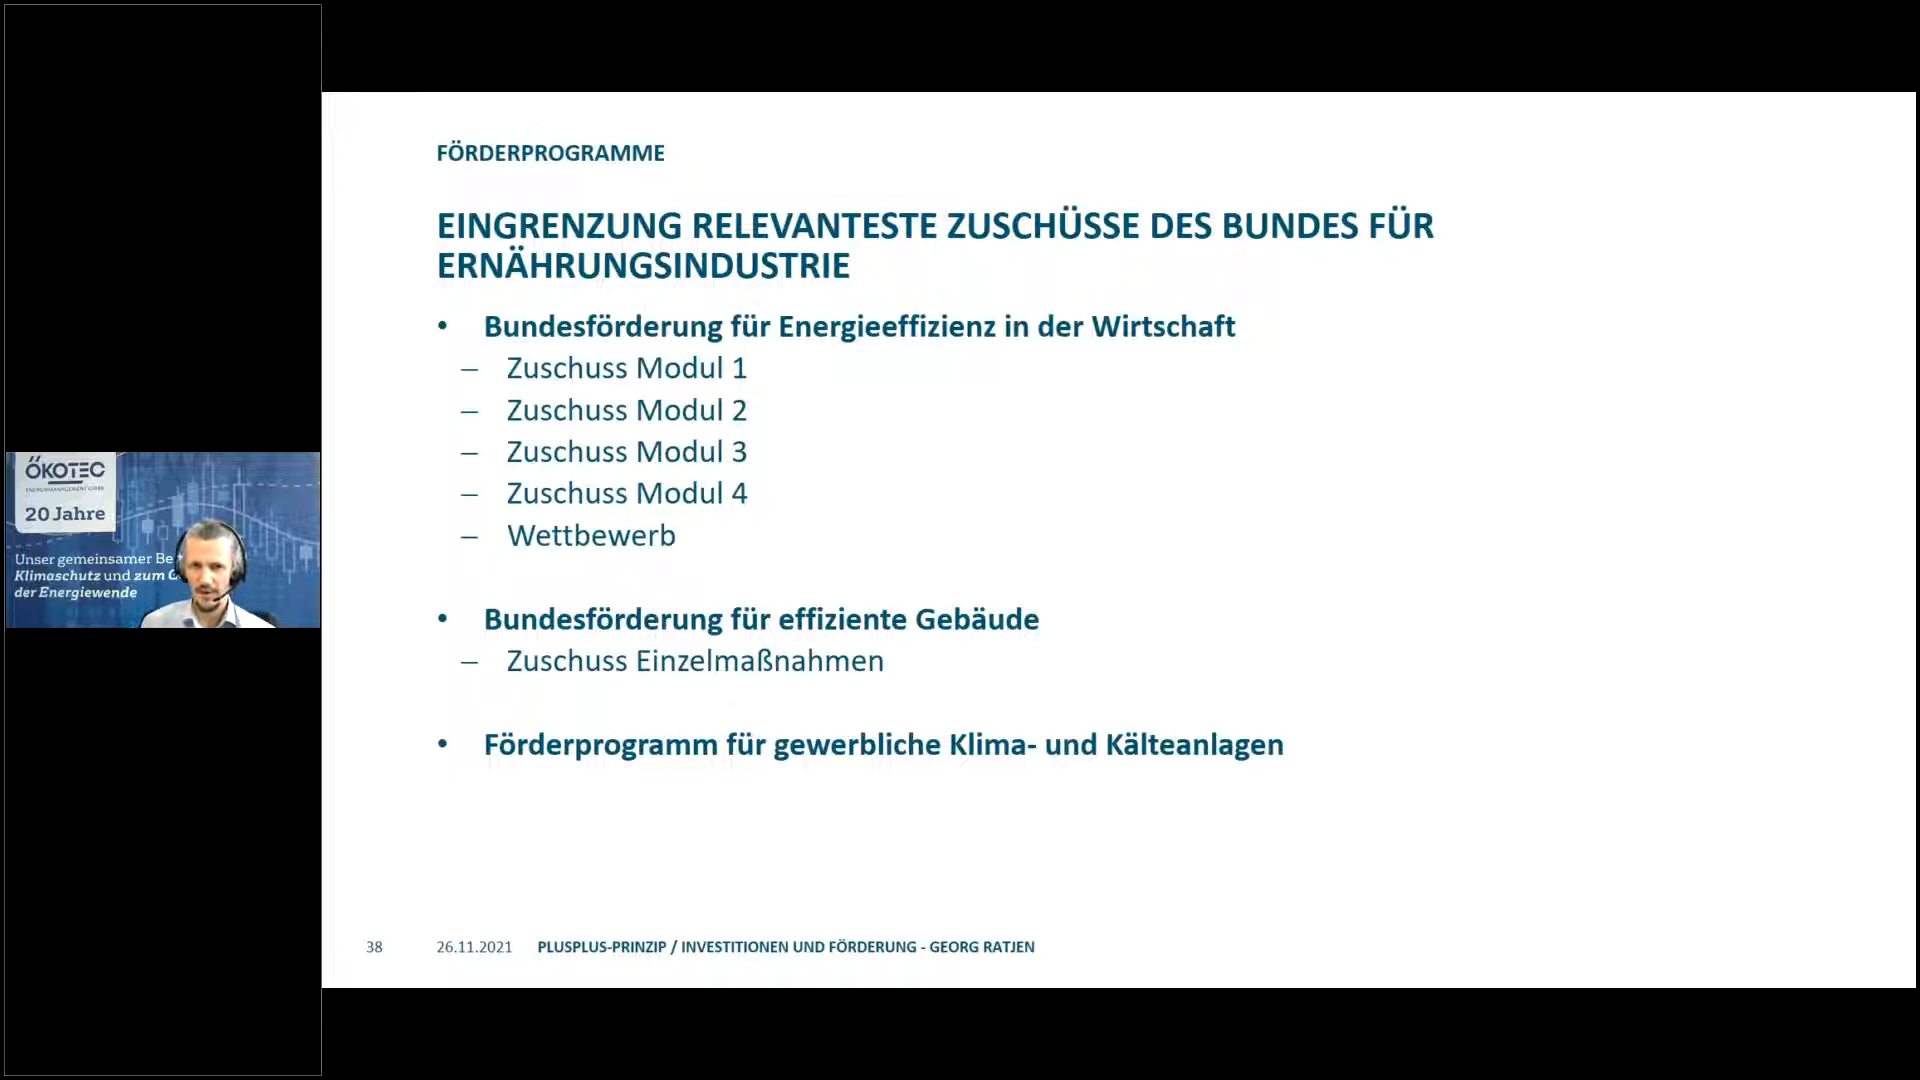 ÖKOTEC
ENERGIEMANAGEMENT GMBH
20 Jahre
Unser gemeinsamer Be
Klimaschutz und zum
der Energiewende
FÖRDERPROGRAMME
EINGRENZUNG RELEVANTESTE ZUSCHÜSSE DES BUNDES FÜR
ERNÄHRUNGSINDUSTRIE
• Bundesförderung für Energieeffizienz in der Wirtschaft
– Zuschuss Modul 1
– Zuschuss Modul 2
– Zuschuss Modul 3
– Zuschuss Modul 4
– Wettbewerb
• Bundesförderung für effiziente Gebäude
– Zuschuss Einzelmaßnahmen
• Förderprogramm für gewerbliche Klima- und Kälteanlagen
38 26.11.2021 PLUSPLUS-PRINZIP / INVESTITIONEN UND FÖRDERUNG - GEORG RATJEN